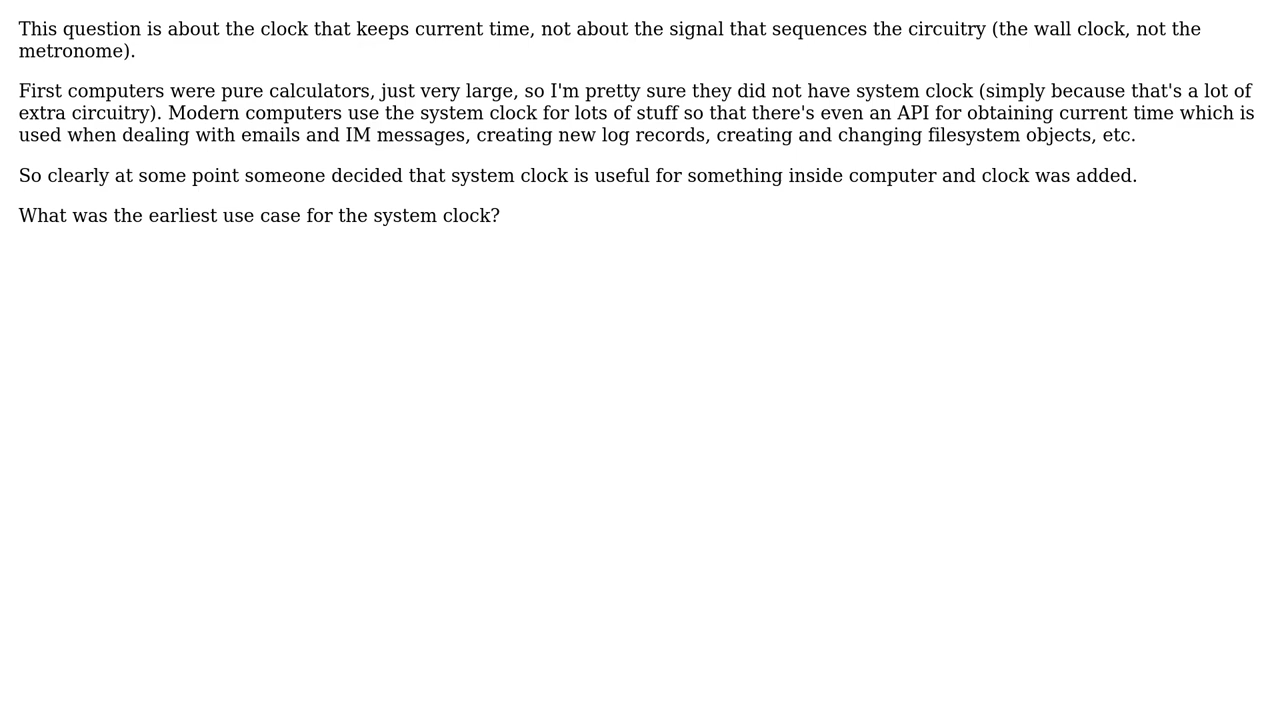 This question is about the clock that keeps current time, not about the signal that sequences the circuitry (the wall clock, not the
metronome).
First computers were pure calculators, just very large, so I'm pretty sure they did not have system clock (simply because that's a lot of
extra circuitry). Modern computers use the system clock for lots of stuff so that there's even an API for obtaining current time which is
used when dealing with emails and IM messages, creating new log records, creating and changing filesystem objects, etc.
So clearly at some point someone decided that system clock is useful for something inside computer and clock was added.
What was the earliest use case for the system clock?